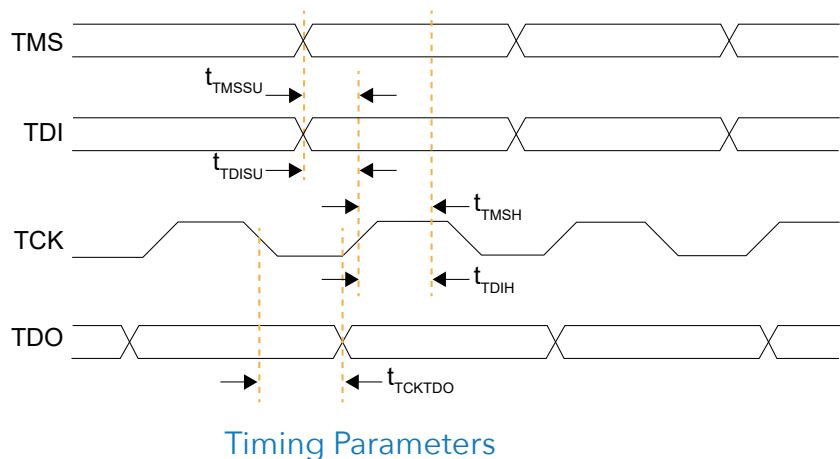 TMS
tTMSSU
TDI
tTDISU
tTMSH
TCK
tTDIH
TDO
tTCKTDO
Timing Parameters